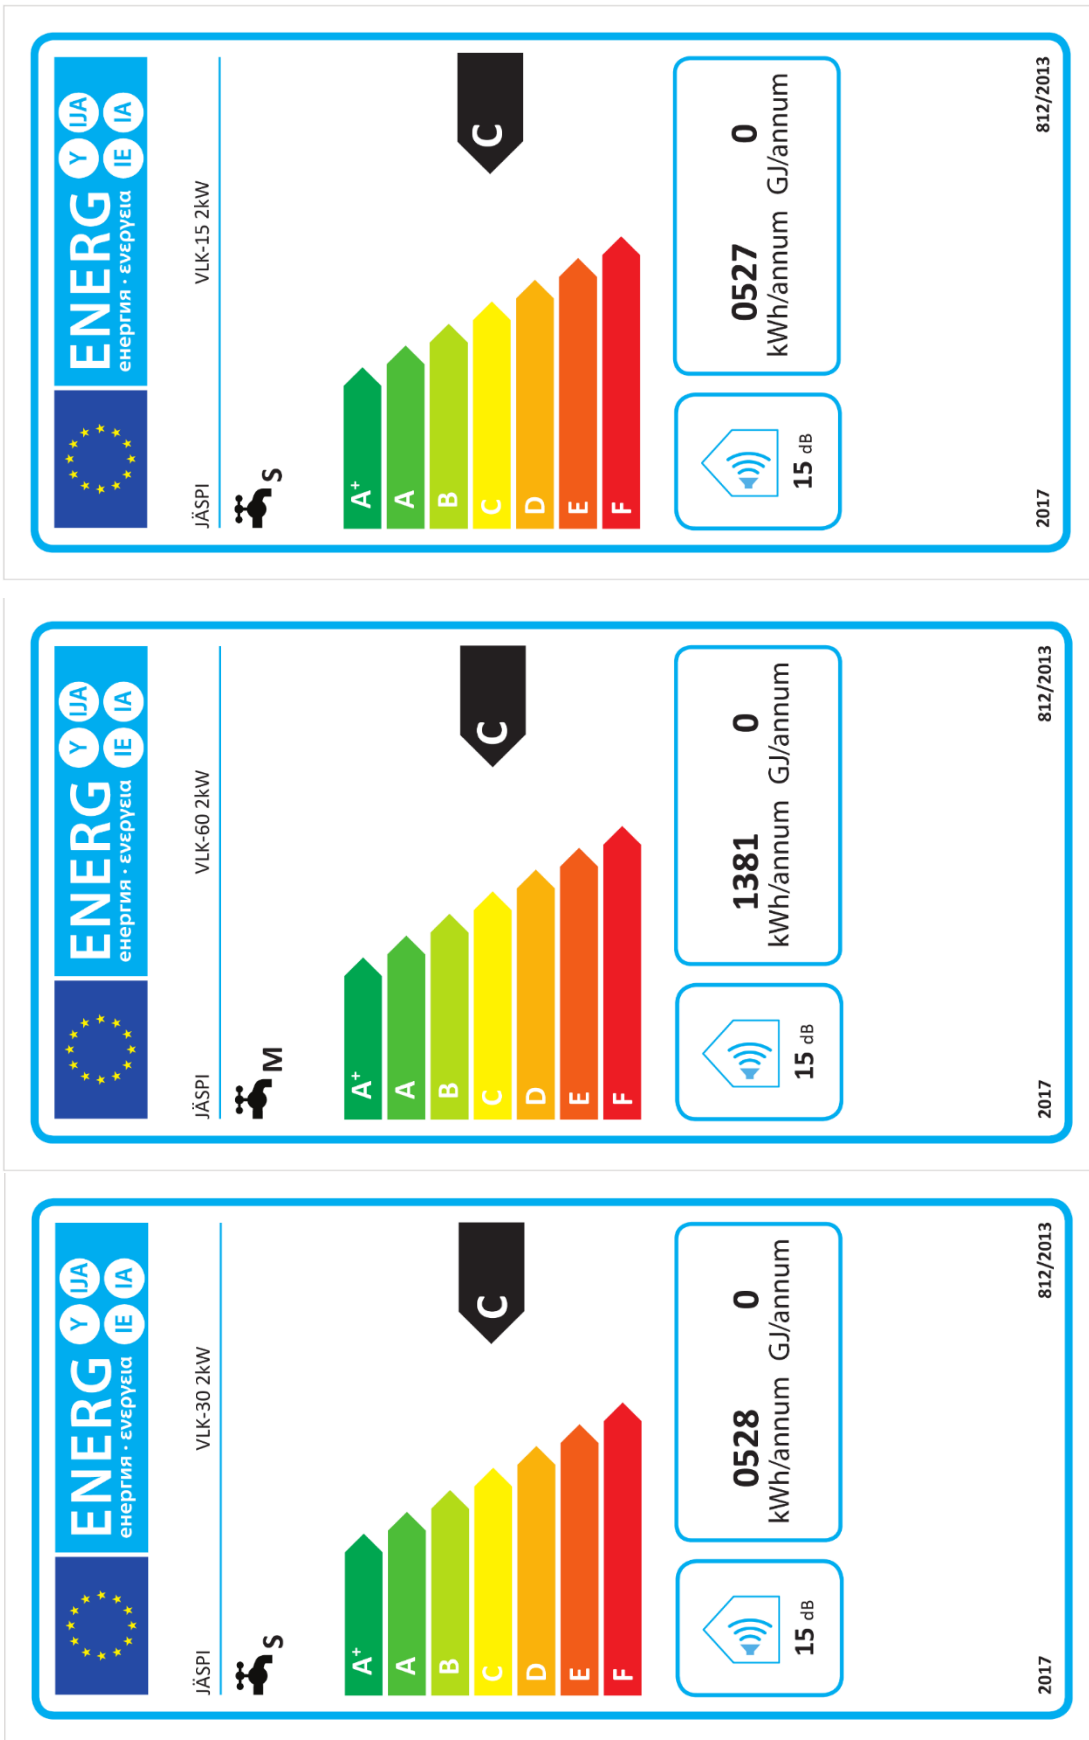 ENERG Y IJA
енергия · ενεργεια IE IA
JÄSPI VLK-15 2kW
S
A+
A
B
C
C
D
E
F
15 dB
0527 0
kWh/annum GJ/annum
2017 812/2013
ENERG Y IJA
енергия · ενεργεια IE IA
JÄSPI VLK-60 2kW
M
A+
A
B
C
C
D
E
F
15 dB
1381 0
kWh/annum GJ/annum
2017 812/2013
ENERG Y IJA
енергия · ενεργεια IE IA
JÄSPI VLK-30 2kW
S
A+
A
B
C
C
D
E
F
15 dB
0528 0
kWh/annum GJ/annum
2017 812/2013